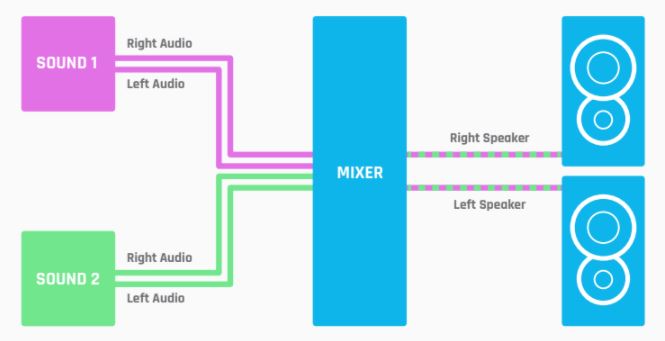 Right Audio
SOUND 1
Left Audio
Right Speaker
MIXER
Left Speaker
Right Audio
SOUND 2
Left Audio